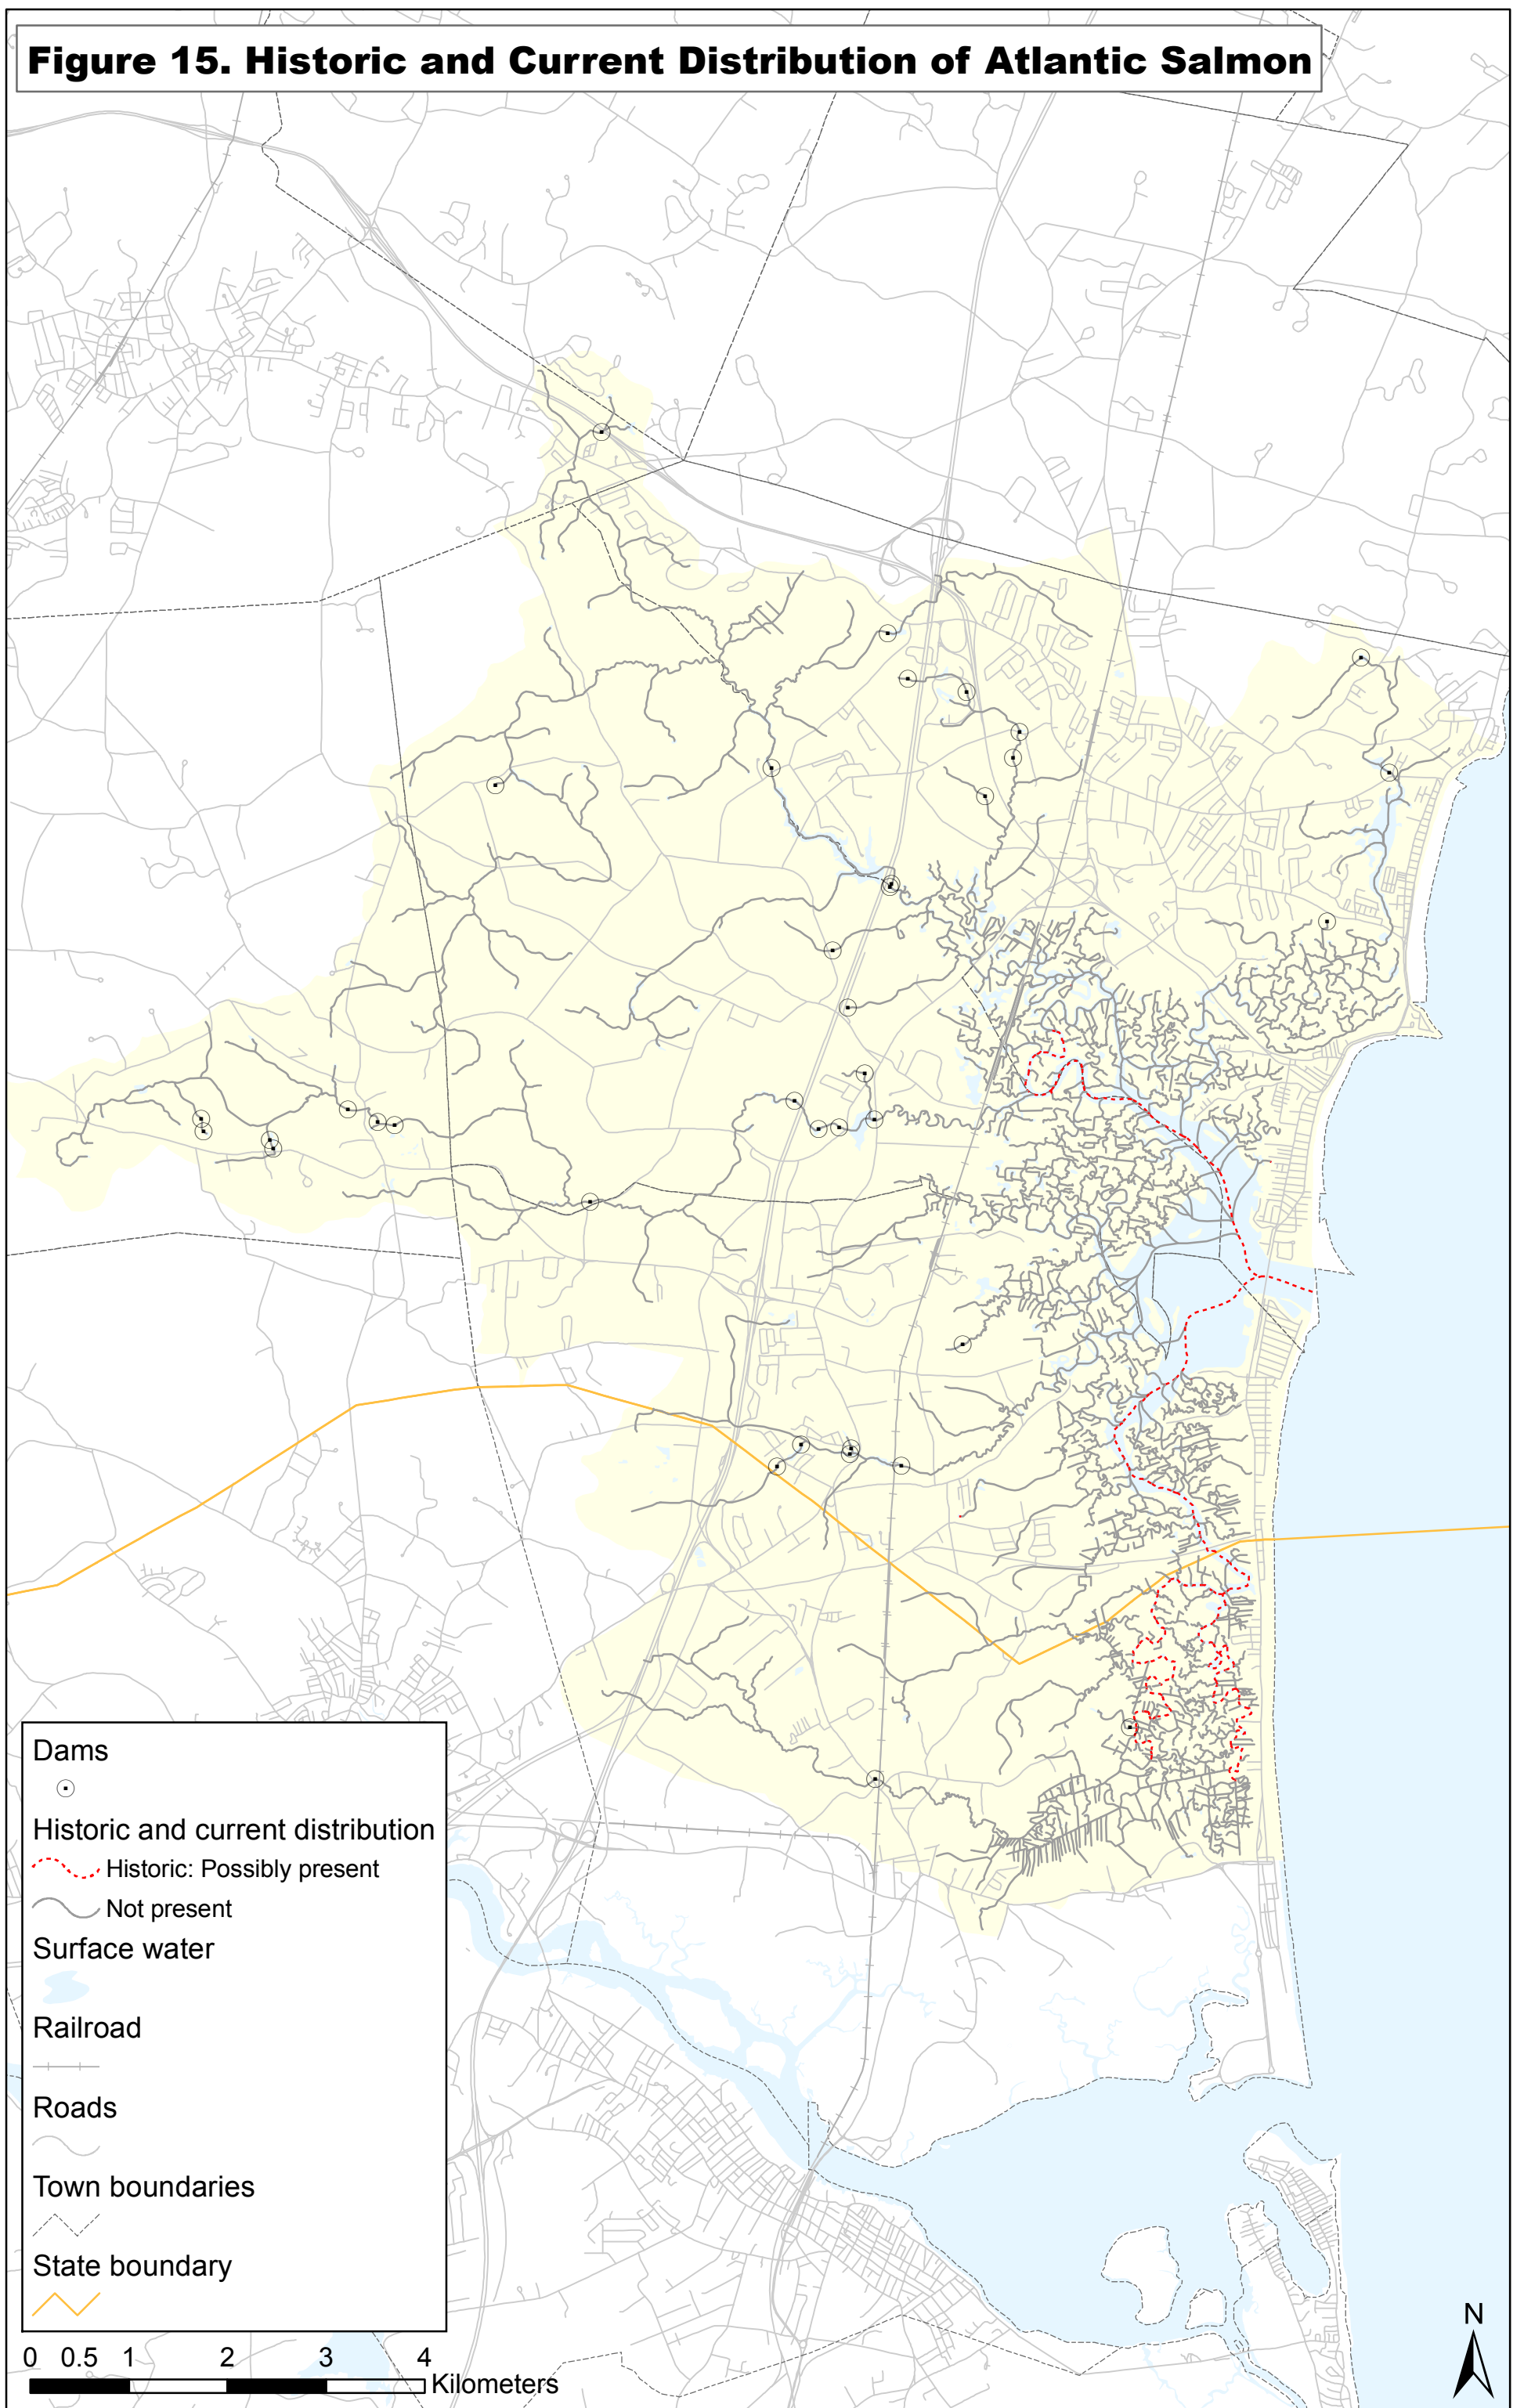 Figure 15. Historic and Current Distribution of Atlantic Salmon
Dams
Historic and current distribution
Historic: Possibly present
Not present
Surface water
Railroad
Roads
Town boundaries
State boundary
0 0.5 1 2 3 4
Kilometers
N